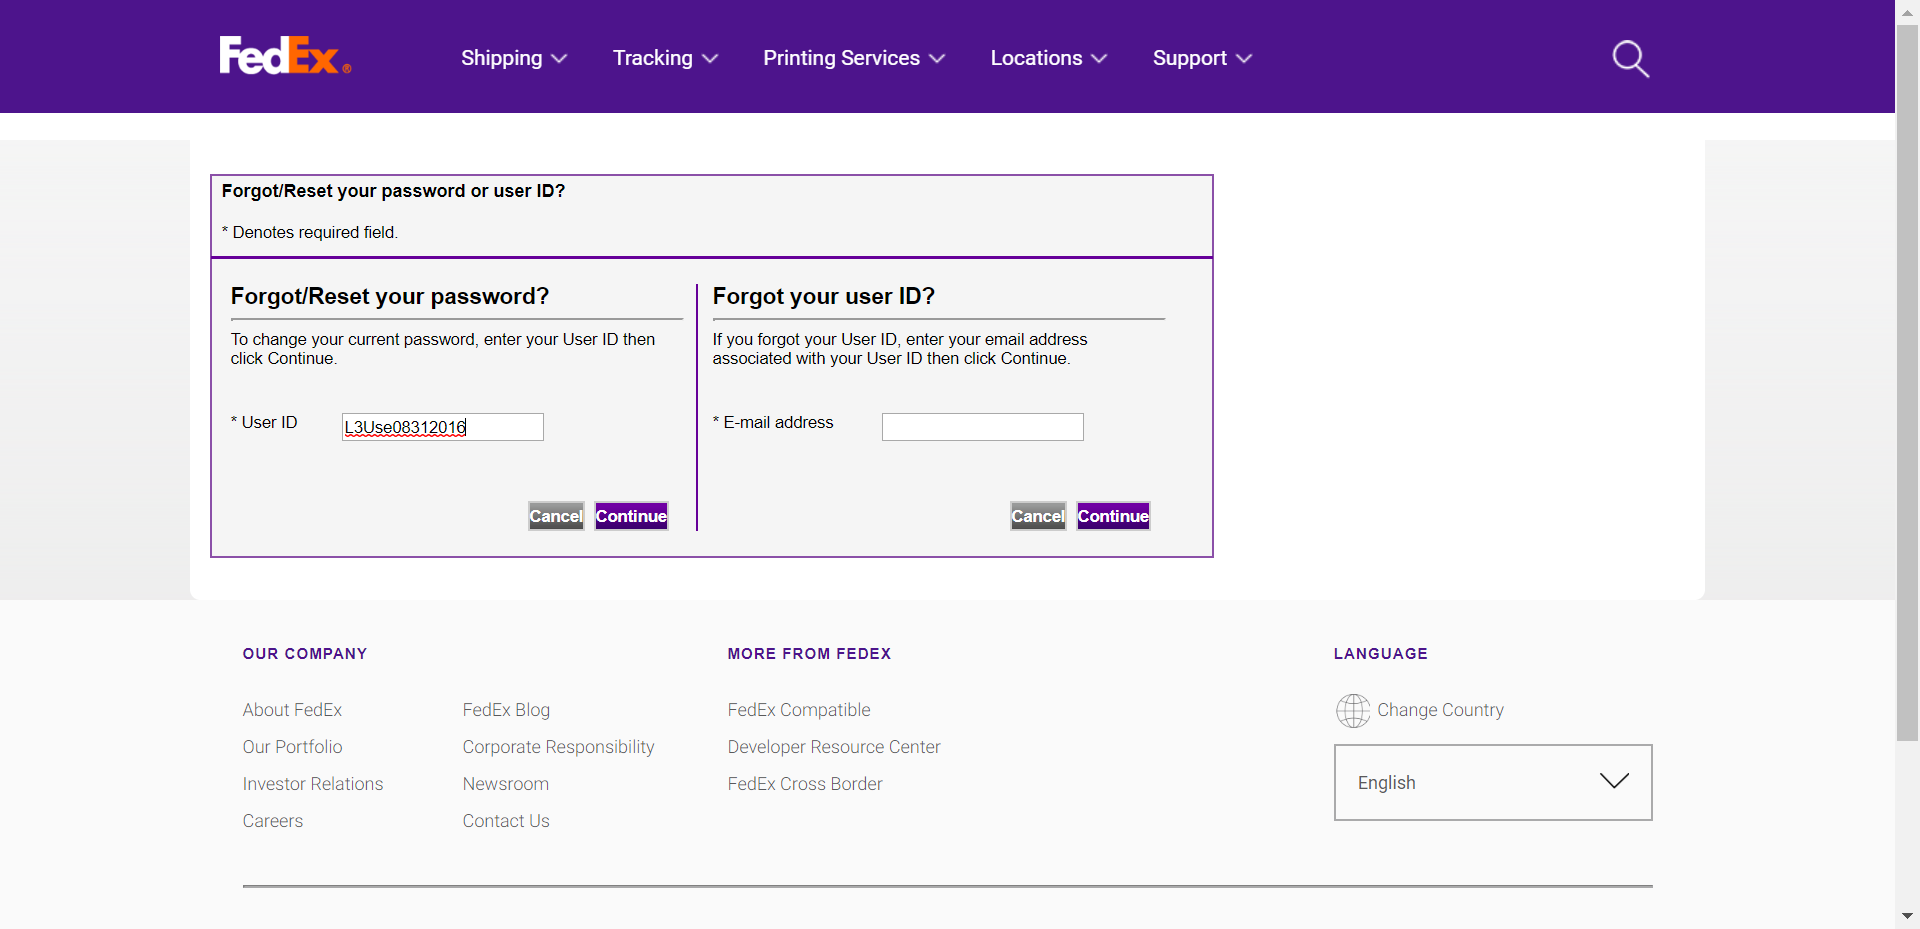 FedEx®
Shipping
Tracking
Printing Services
Locations
Support
Forgot/Reset your password or user ID?
* Denotes required field.
Forgot/Reset your password?
To change your current password, enter your User ID then
click Continue.
* User ID
L3Use08312016
Cancel
Continue
Forgot your user ID?
If you forgot your User ID, enter your email address
associated with your User ID then click Continue.
* E-mail address
Cancel
Continue
OUR COMPANY
About FedEx
Our Portfolio
Investor Relations
Careers
FedEx Blog
Corporate Responsibility
Newsroom
Contact Us
MORE FROM FEDEX
FedEx Compatible
Developer Resource Center
FedEx Cross Border
LANGUAGE
Change Country
English